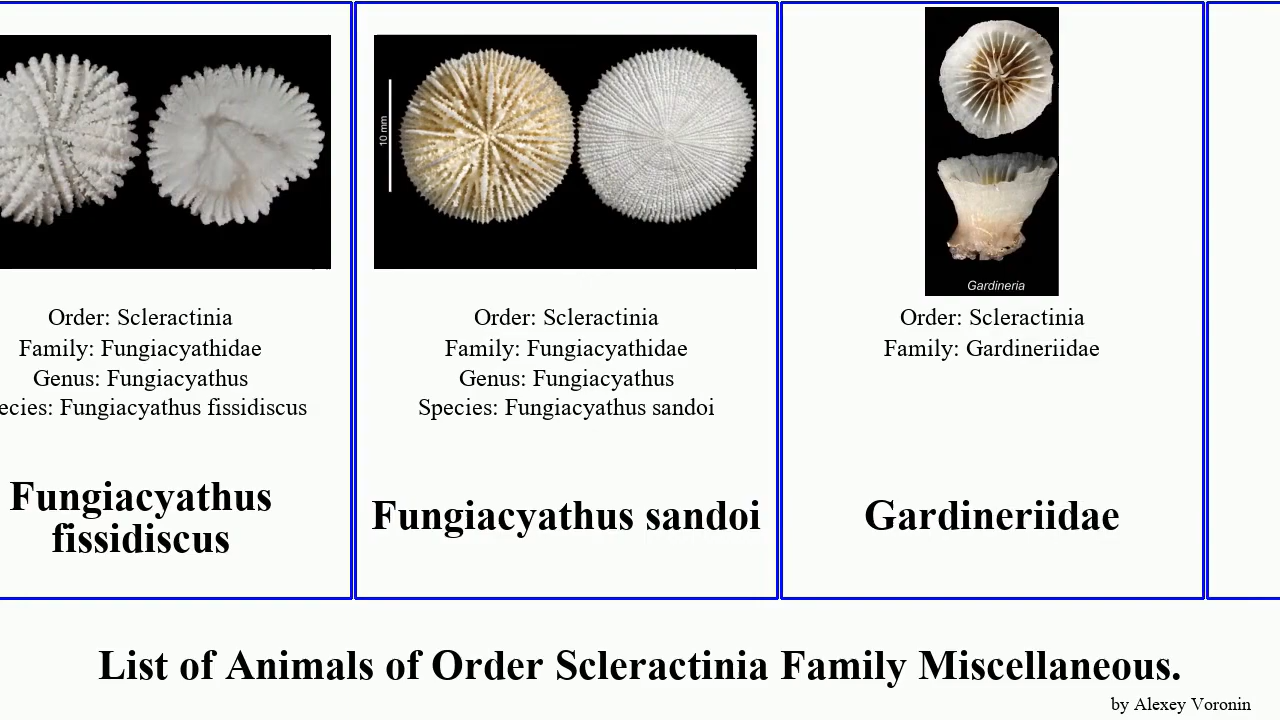 10 mm
Gardineria
Order: Scleractinia
Family: Fungiacyathidae
Genus: Fungiacyathus
ecies: Fungiacyathus fissidiscus
Fungiacyathus
fissidiscus
Order: Scleractinia
Family: Fungiacyathidae
Genus: Fungiacyathus
Species: Fungiacyathus sandoi
Fungiacyathus sandoi
Order: Scleractinia
Family: Gardineriidae
Gardineriidae
List of Animals of Order Scleractinia Family Miscellaneous.
by Alexey Voronin